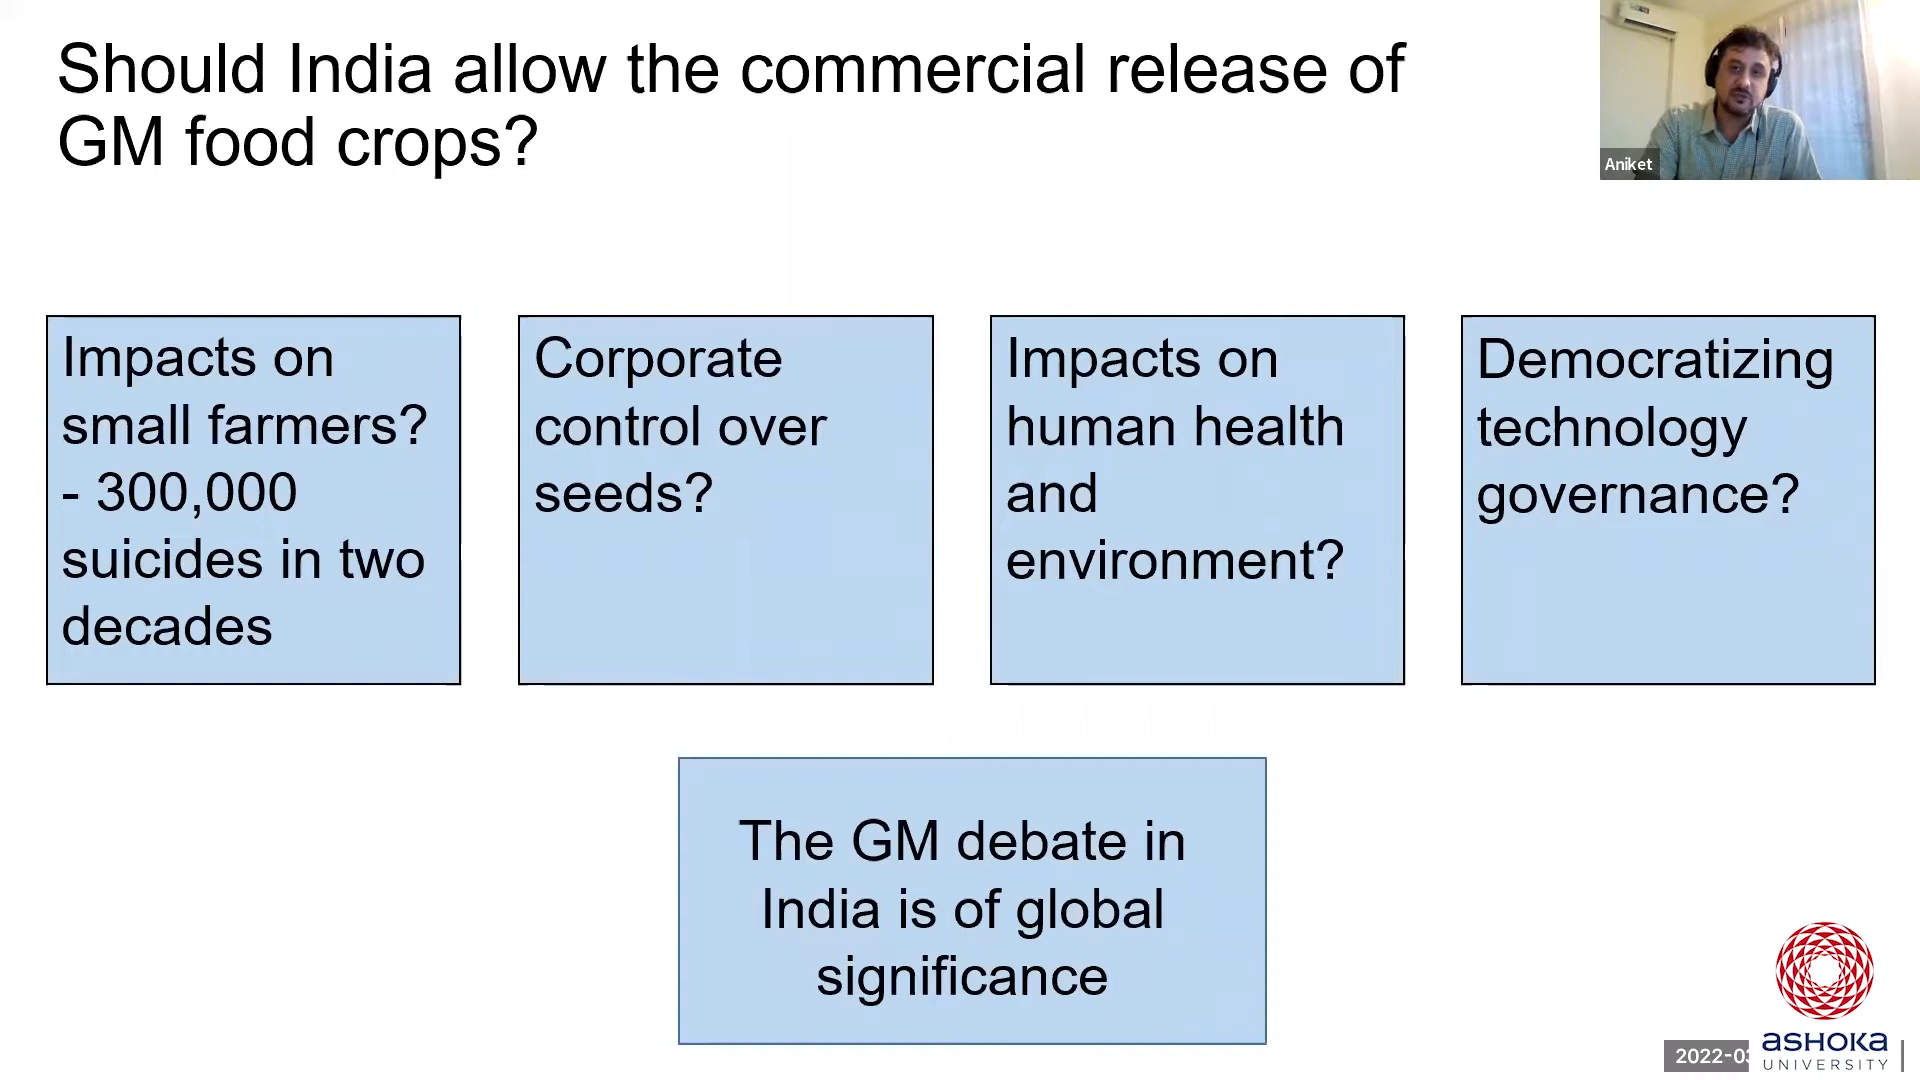 Should India allow the commercial release of
GM food crops?
Aniket
Impacts on
small farmers?
- 300,000
suicides in two
decades
Corporate
control over
seeds?
Impacts on
human health
and
environment?
Democratizing
technology
governance?
The GM debate in
India is of global
significance
2022-03
ASHOKA
UNIVERSITY